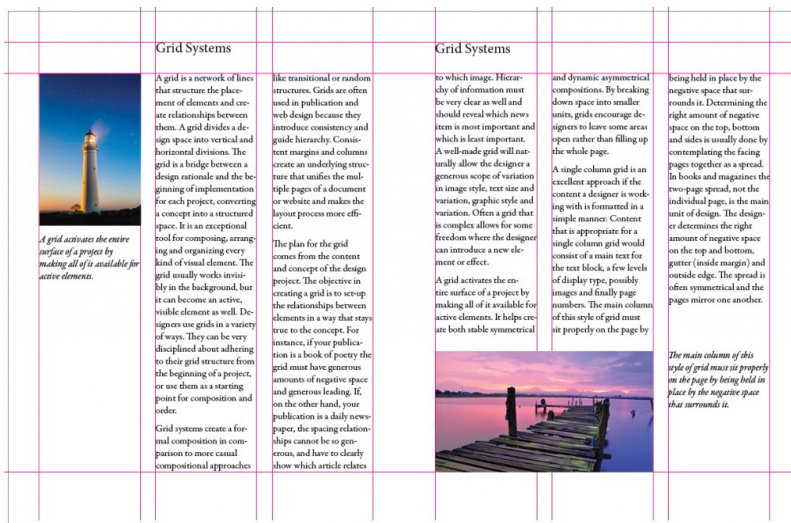 Grid Systems
A grid activates the entire
surface of a project by
making all of it available for
active elements.
A grid is a network of lines
that structure the place-
ment of elements and cre-
ate relationships between
them. A grid divides a de-
sign space into vertical and
horizontal divisions. The
grid is a bridge between a
design rationale and the be-
ginning of implementation
for each project, converting
a concept into a structured
space. It is an exceptional
tool for composing, arrang-
ing and organizing every
kind of visual element. The
grid usually works invisi-
bly in the background, but
it can become an active,
visible element as well. De-
signers use grids in a variety
of ways. They can be very
disciplined about adhering
to their grid structure from
the beginning of a project,
or use them as a starting
point for composition and
order.
Grid systems create a for-
mal composition in com-
parison to more casual
compositional approaches
like transitional or random
structures. Grids are often
used in publication and
web design because they
introduce consistency and
guide hierarchy. Consis-
tent margins and columns
create an underlying struc-
ture that unifies the mul-
tiple pages of a document
or website and makes the
layout process more effi-
cient.
The plan for the grid
comes from the content
and concept of the design
project. The objective in
creating a grid is to set-up
the relationships between
elements in a way that stays
true to the concept. For
instance, if your publica-
tion is a book of poetry the
grid must have generous
amounts of negative space
and generous leading. If,
on the other hand, your
publication is a daily news-
paper, the spacing relation-
ships cannot be so gen-
erous, and have to clearly
show which article relates
Grid Systems
to which image. Hierar-
chy of information must
be very clear as well and
should reveal which news
item is most important and
which is least important.
A well-made grid will nat-
urally allow the designer a
generous scope of variation
in image style, text size and
variation, graphic style and
variation. Often a grid that
is complex allows for some
freedom where the designer
can introduce a new ele-
ment or effect.
A grid activates the en-
tire surface of a project by
making all of it available for
active elements. It helps cre-
ate both stable symmetrical
and dynamic asymmetrical
compositions. By breaking
down space into smaller
units, grids encourage de-
signers to leave some areas
open rather than filling up
the whole page.
A single column grid is an
excellent approach if the
content a designer is work-
ing with is formatted in a
simple manner. Content
that is appropriate for a
single column grid would
consist of a main text for
the text block, a few levels
of display type, possibly
images and finally page
numbers. The main column
of this style of grid must
sit properly on the page by
being held in place by the
negative space that sur-
rounds it. Determining the
right amount of negative
space on the top, bottom
and sides is usually done by
contemplating the facing
pages together as a spread.
In books and magazines the
two-page spread, not the
individual page, is the main
unit of design. The design-
er determines the right
amount of negative space
on the top and bottom,
gutter (inside margin) and
outside edge. The spread is
often symmetrical and the
pages mirror one another.
The main column of this
style of grid must sit properly
on the page by being held in
place by the negative space
that surrounds it.